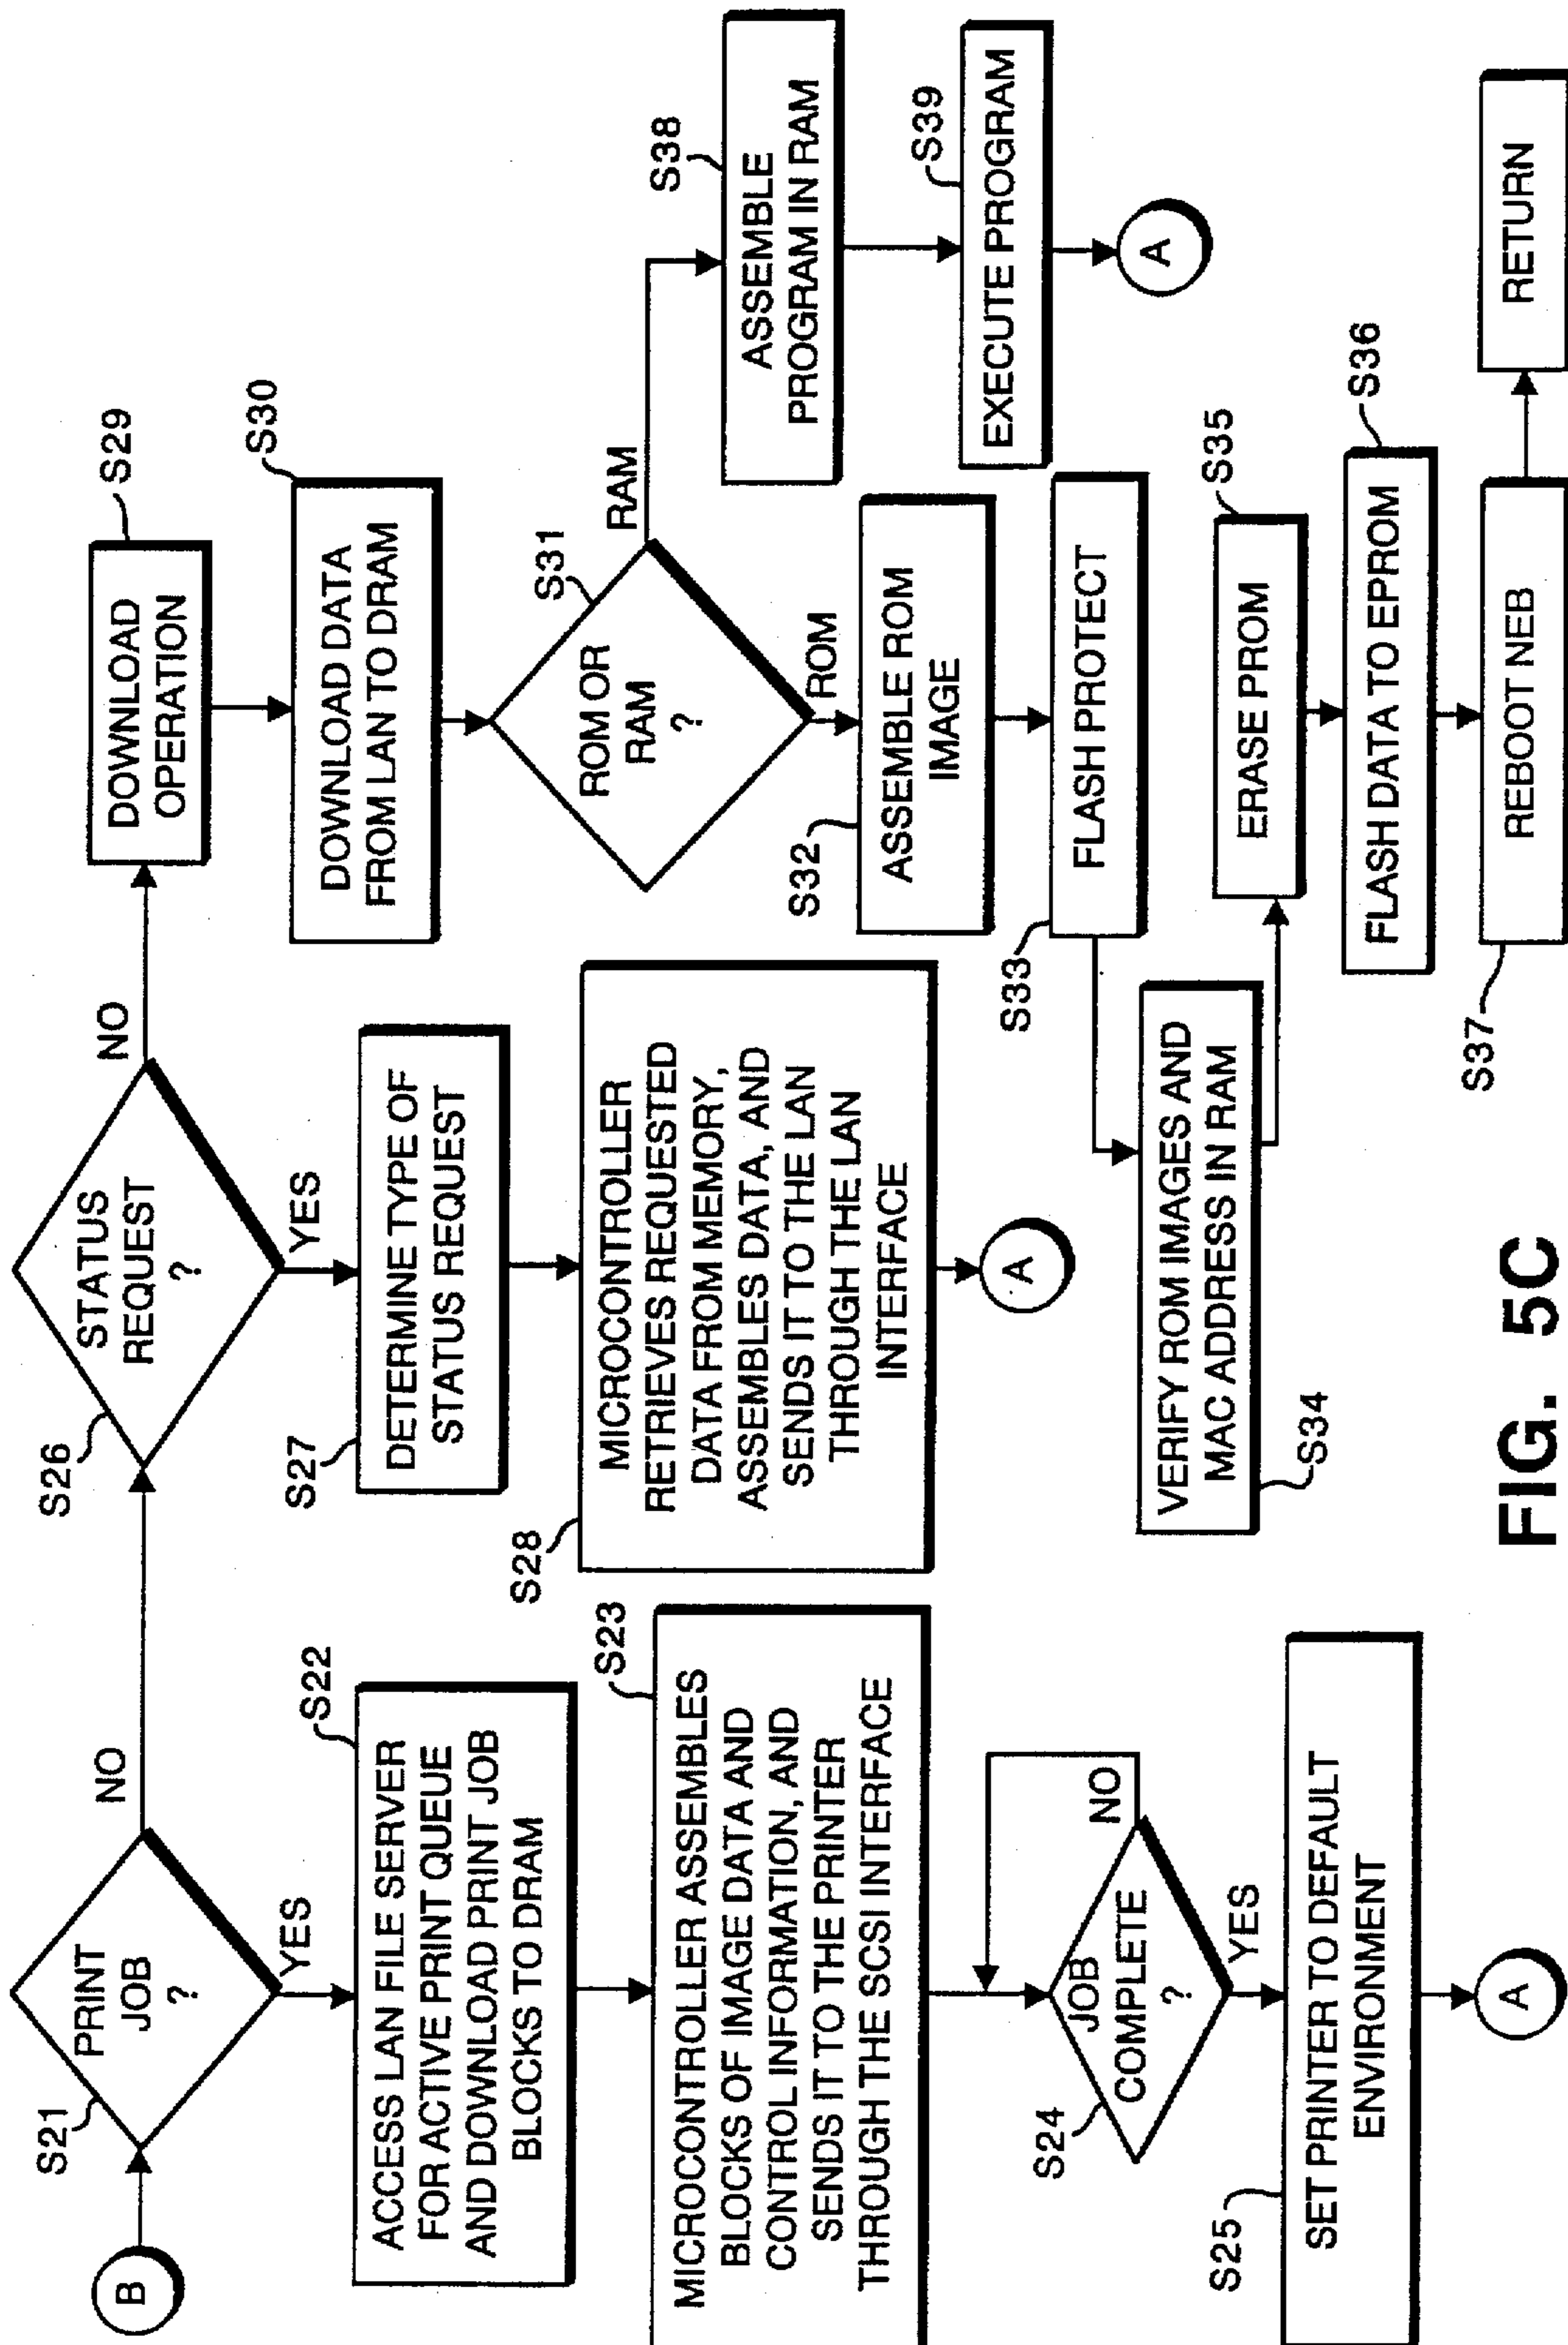 B
S21
PRINT
JOB
?
NO
YES
S22
ACCESS LAN FILE SERVER
FOR ACTIVE PRINT QUEUE
AND DOWNLOAD PRINT JOB
BLOCKS TO DRAM
S23
MICROCONTROLLER ASSEMBLES
BLOCKS OF IMAGE DATA AND
CONTROL INFORMATION, AND
SENDS IT TO THE PRINTER
THROUGH THE SCSI INTERFACE
S24
JOB
COMPLETE
?
NO
YES
S25
SET PRINTER TO DEFAULT
ENVIRONMENT
A
S26
STATUS
REQUEST
?
NO
YES
S27
DETERMINE TYPE OF
STATUS REQUEST
S28
MICROCONTROLLER
RETRIEVES REQUESTED
DATA FROM MEMORY,
ASSEMBLES DATA, AND
SENDS IT TO THE LAN
THROUGH THE LAN
INTERFACE
A
S29
DOWNLOAD
OPERATION
S30
DOWNLOAD DATA
FROM LAN TO DRAM
S31
ROM OR
RAM
?
RAM
ROM
S32
ASSEMBLE ROM
IMAGE
S33
FLASH PROTECT
VERIFY ROM IMAGES AND
MAC ADDRESS IN RAM
S34
S35
ERASE PROM
S36
FLASH DATA TO EPROM
S37
REBOOT NEB
RETURN
S38
ASSEMBLE
PROGRAM IN RAM
S39
EXECUTE PROGRAM
A
FIG. 5C